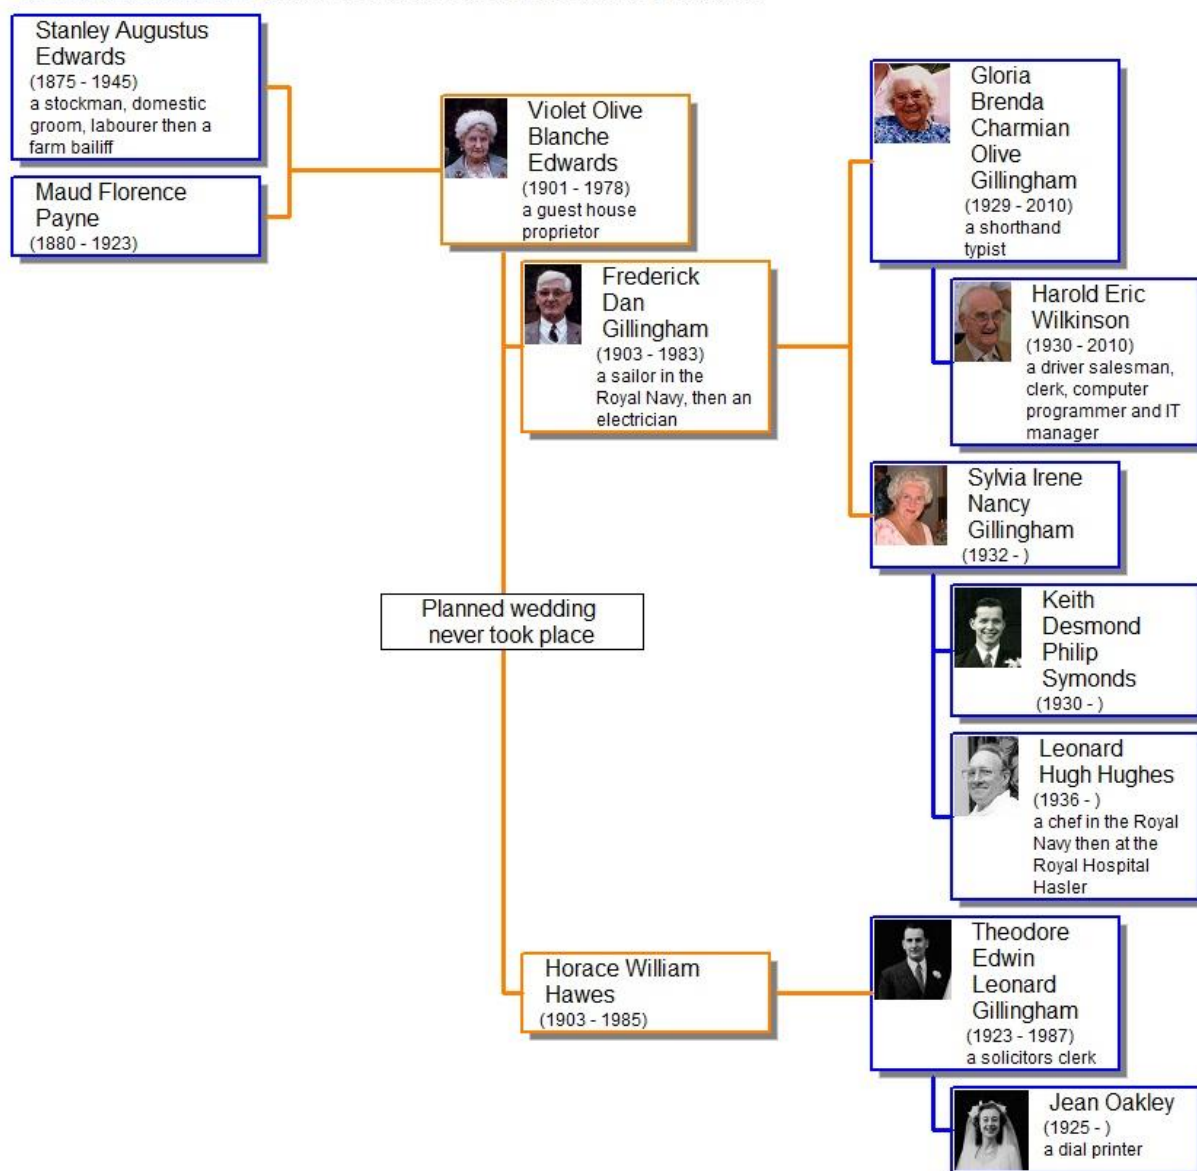 Stanley Augustus
Edwards
(1875 - 1945)
a stockman, domestic
groom, labourer then a
farm bailiff
Maud Florence
Payne
(1880 - 1923)
Violet Olive
Blanche
Edwards
(1901 - 1978)
a guest house
proprietor
Frederick
Dan
Gillingham
(1903 - 1983)
a sailor in the
Royal Navy, then an
electrician
Planned wedding
never took place
Horace William
Hawes
(1903 - 1985)
Gloria
Brenda
Charmian
Olive
Gillingham
(1929 - 2010)
a shorthand
typist
Harold Eric
Wilkinson
(1930 - 2010)
a driver salesman,
clerk, computer
programmer and IT
manager
Sylvia Irene
Nancy
Gillingham
(1932 - )
Keith
Desmond
Philip
Symonds
(1930 - )
Leonard
Hugh Hughes
(1936 - )
a chef in the Royal
Navy then at the
Royal Hospital
Hasler
Theodore
Edwin
Leonard
Gillingham
(1923 - 1987)
a solicitors clerk
Jean Oakley
(1925 - )
a dial printer